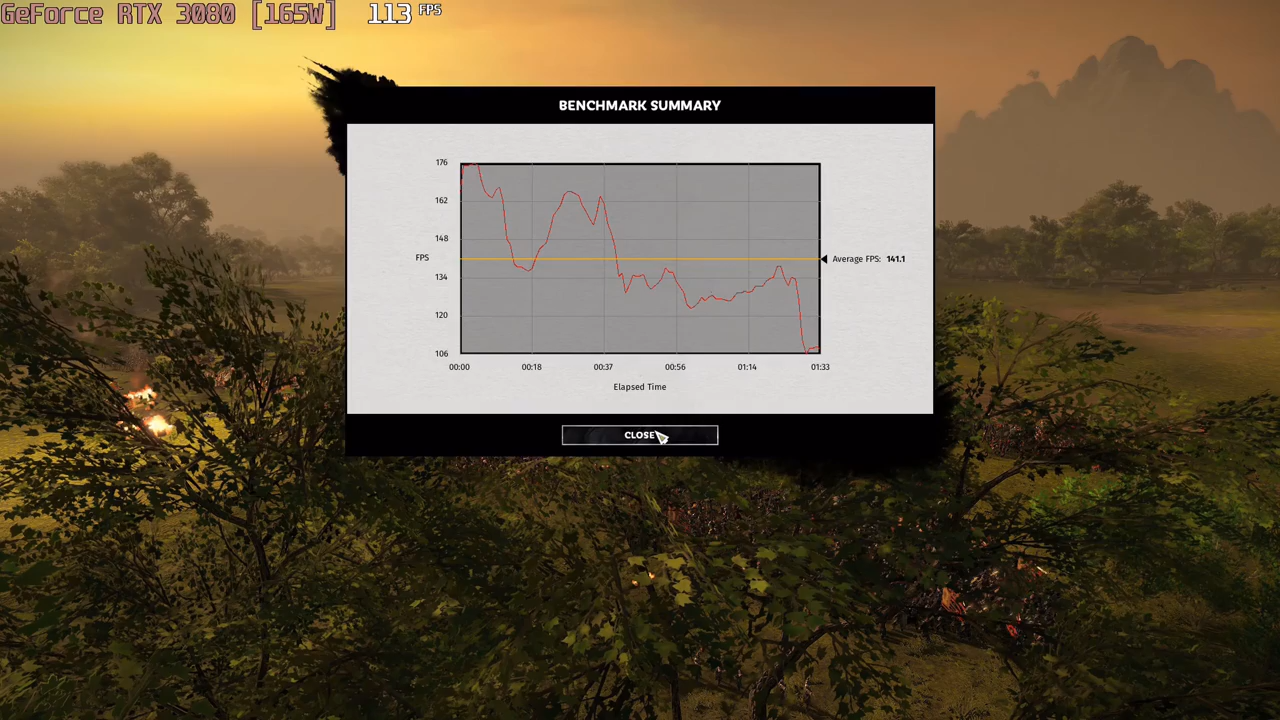 GeForce RTX 3080 [165W] 113 FPS
BENCHMARK SUMMARY
176
162
148
FPS
134
120
106
Average FPS: 141.1
00:00 00:18 00:37 00:56 01:14 01:33
Elapsed Time
CLOSE